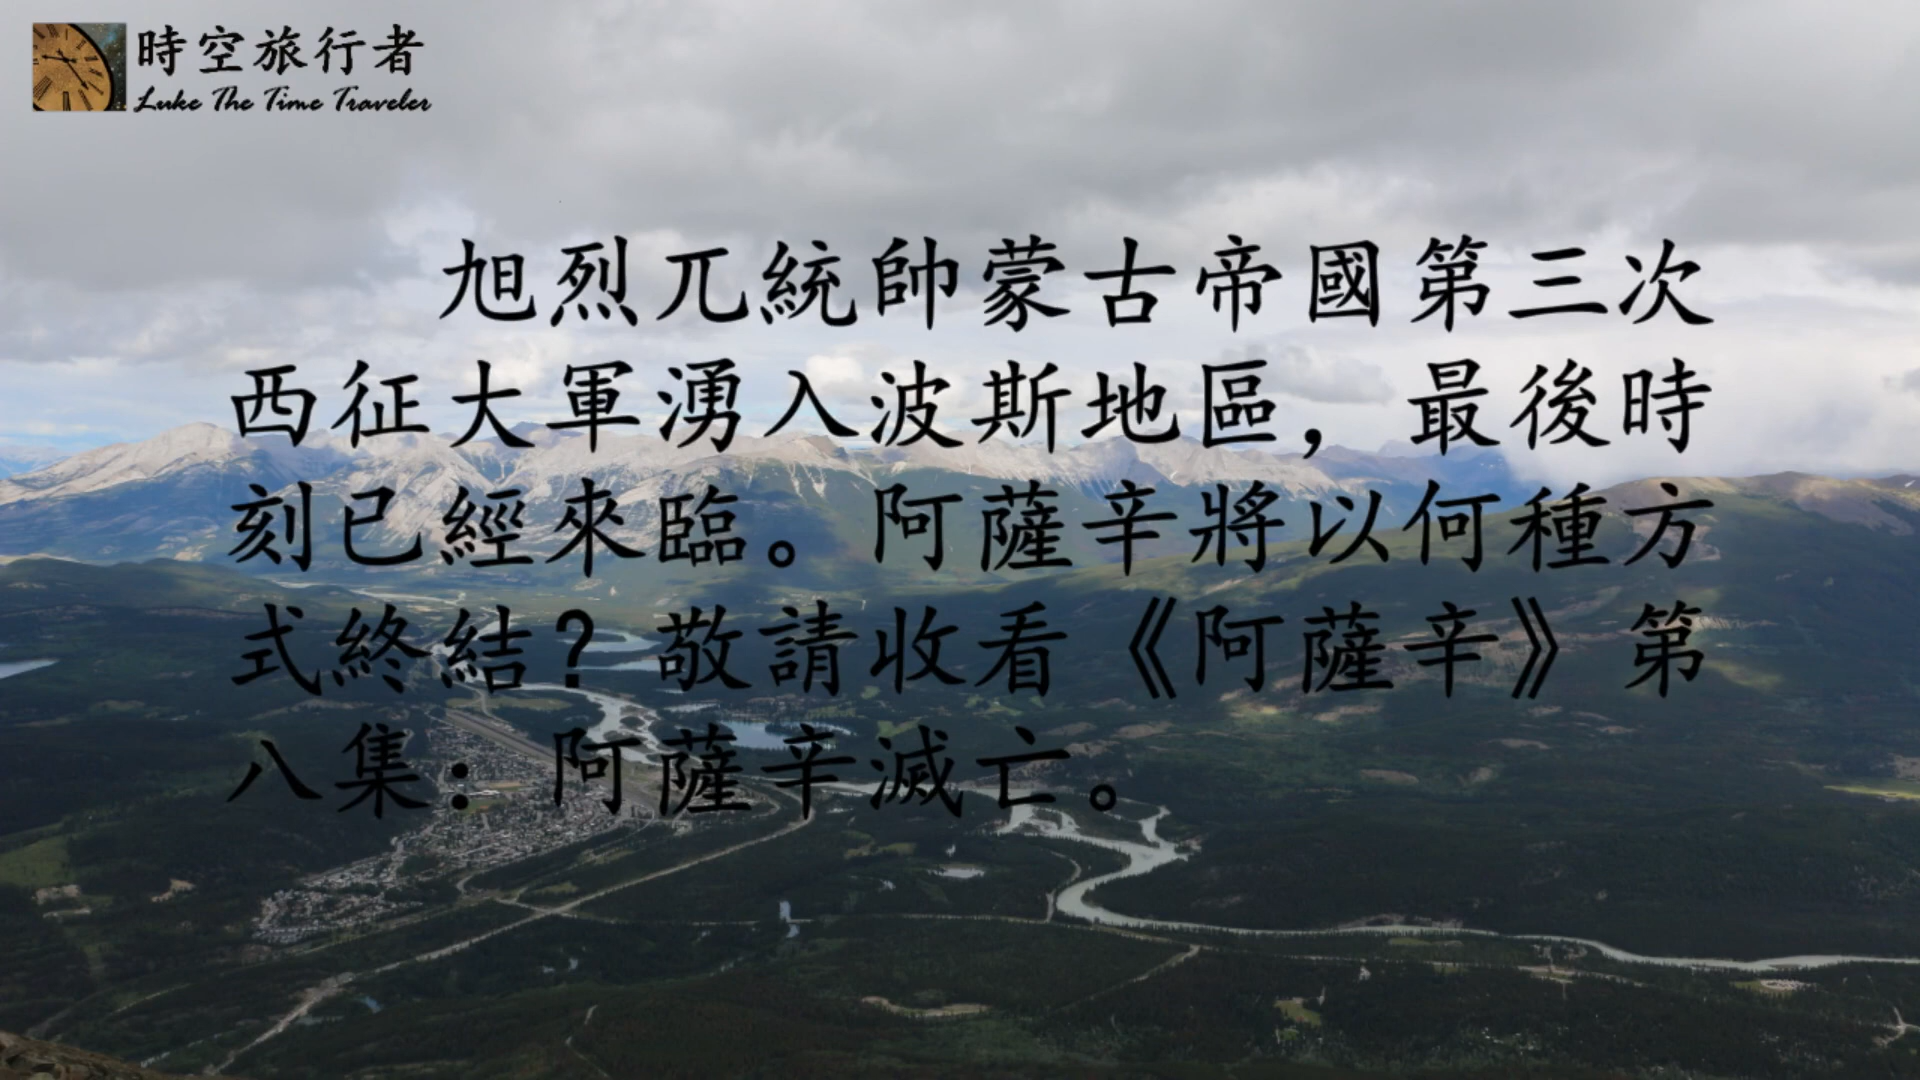 時空旅行者
Luke The Time Traveler
旭烈兀統帥蒙古帝國第三次
西征大軍湧入波斯地區，最後時
刻已經來臨。阿薩辛將以何種方
式終結？敬請收看《阿薩辛》第
八集：阿薩辛滅亡。